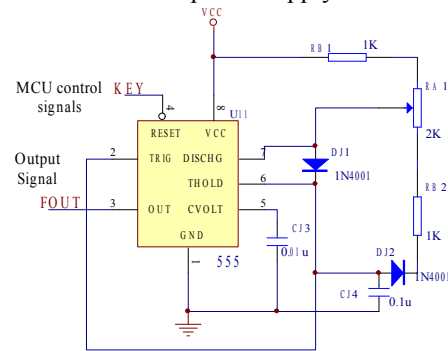 VCC
RB1
1K
MCU control
signals
KEY
4
8
U11
RA1
2K
RESET
VCC
2
TRIG
DISCHG
7
DJ1
1N4001
Output
Signal
THOLD
6
FOUT
3
OUT
CVOLT
5
RB2
1K
GND
CJ3
0.01u
1
555
DJ2
1N4001
CJ4
0.1u